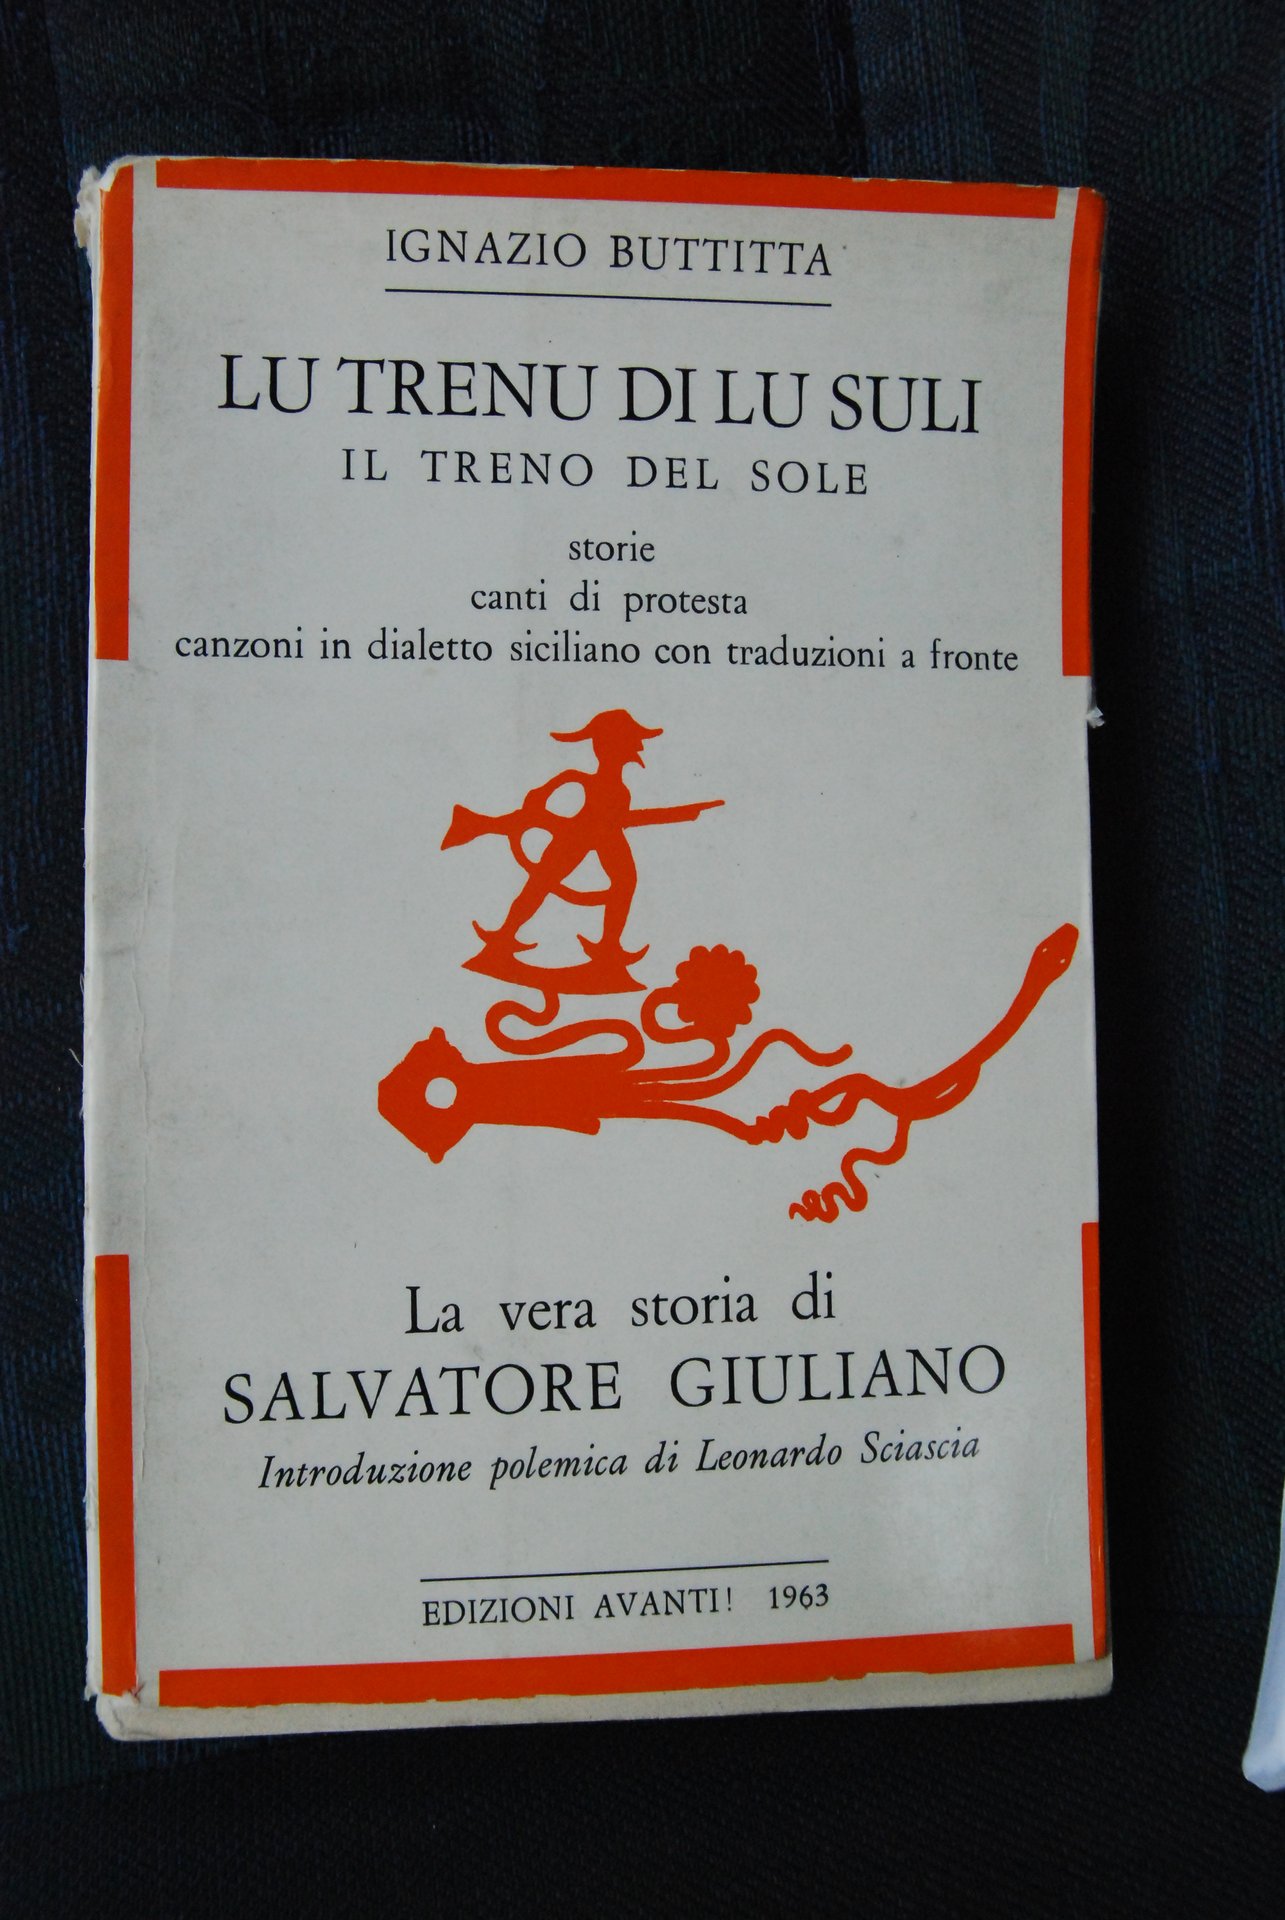 IGNAZIO BUTTITTA
LU TRENU DI LU SULI
IL TRENO DEL SOLE
storie
canti di protesta
canzoni in dialetto siciliano con traduzioni a fronte
La vera storia di
SALVATORE GIULIANO
Introduzione polemica di Leonardo Sciascia
EDIZIONI AVANTI! 1963